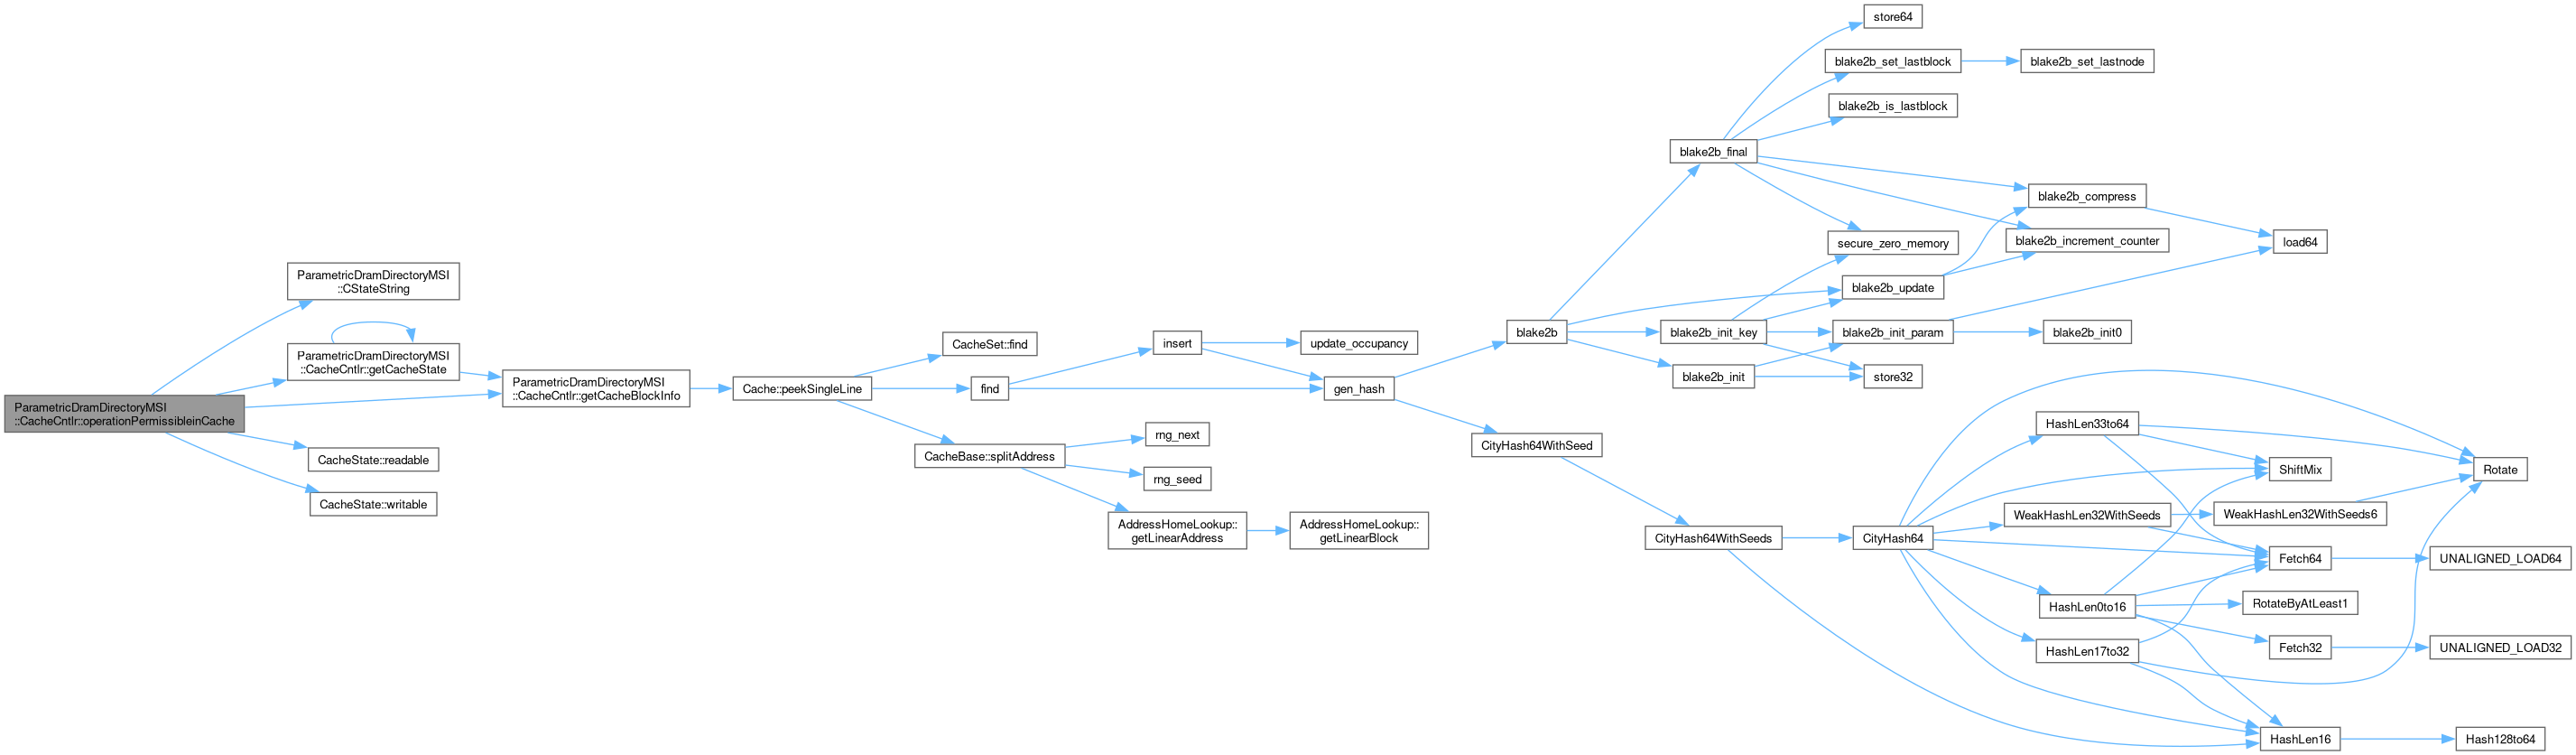 ParametricDramDirectoryMSI
::CacheCntlr::operationPermissibleinCache
ParametricDramDirectoryMSI
::CStateString
ParametricDramDirectoryMSI
::CacheCntlr::getCacheState
CacheState::readable
CacheState::writable
ParametricDramDirectoryMSI
::CacheCntlr::getCacheBlockInfo
Cache::peekSingleLine
CacheSet::find
find
CacheBase::splitAddress
insert
rng_next
rng_seed
AddressHomeLookup::
getLinearAddress
update_occupancy
gen_hash
AddressHomeLookup::
getLinearBlock
blake2b
CityHash64WithSeed
blake2b_final
blake2b_init_key
blake2b_init
CityHash64WithSeeds
store64
blake2b_set_lastblock
blake2b_is_lastblock
secure_zero_memory
blake2b_update
blake2b_init_param
store32
CityHash64
blake2b_set_lastnode
blake2b_compress
blake2b_increment_counter
blake2b_init0
HashLen33to64
WeakHashLen32WithSeeds
HashLen0to16
HashLen17to32
load64
ShiftMix
WeakHashLen32WithSeeds6
Fetch64
RotateByAtLeast1
Fetch32
HashLen16
Rotate
UNALIGNED_LOAD64
UNALIGNED_LOAD32
Hash128to64